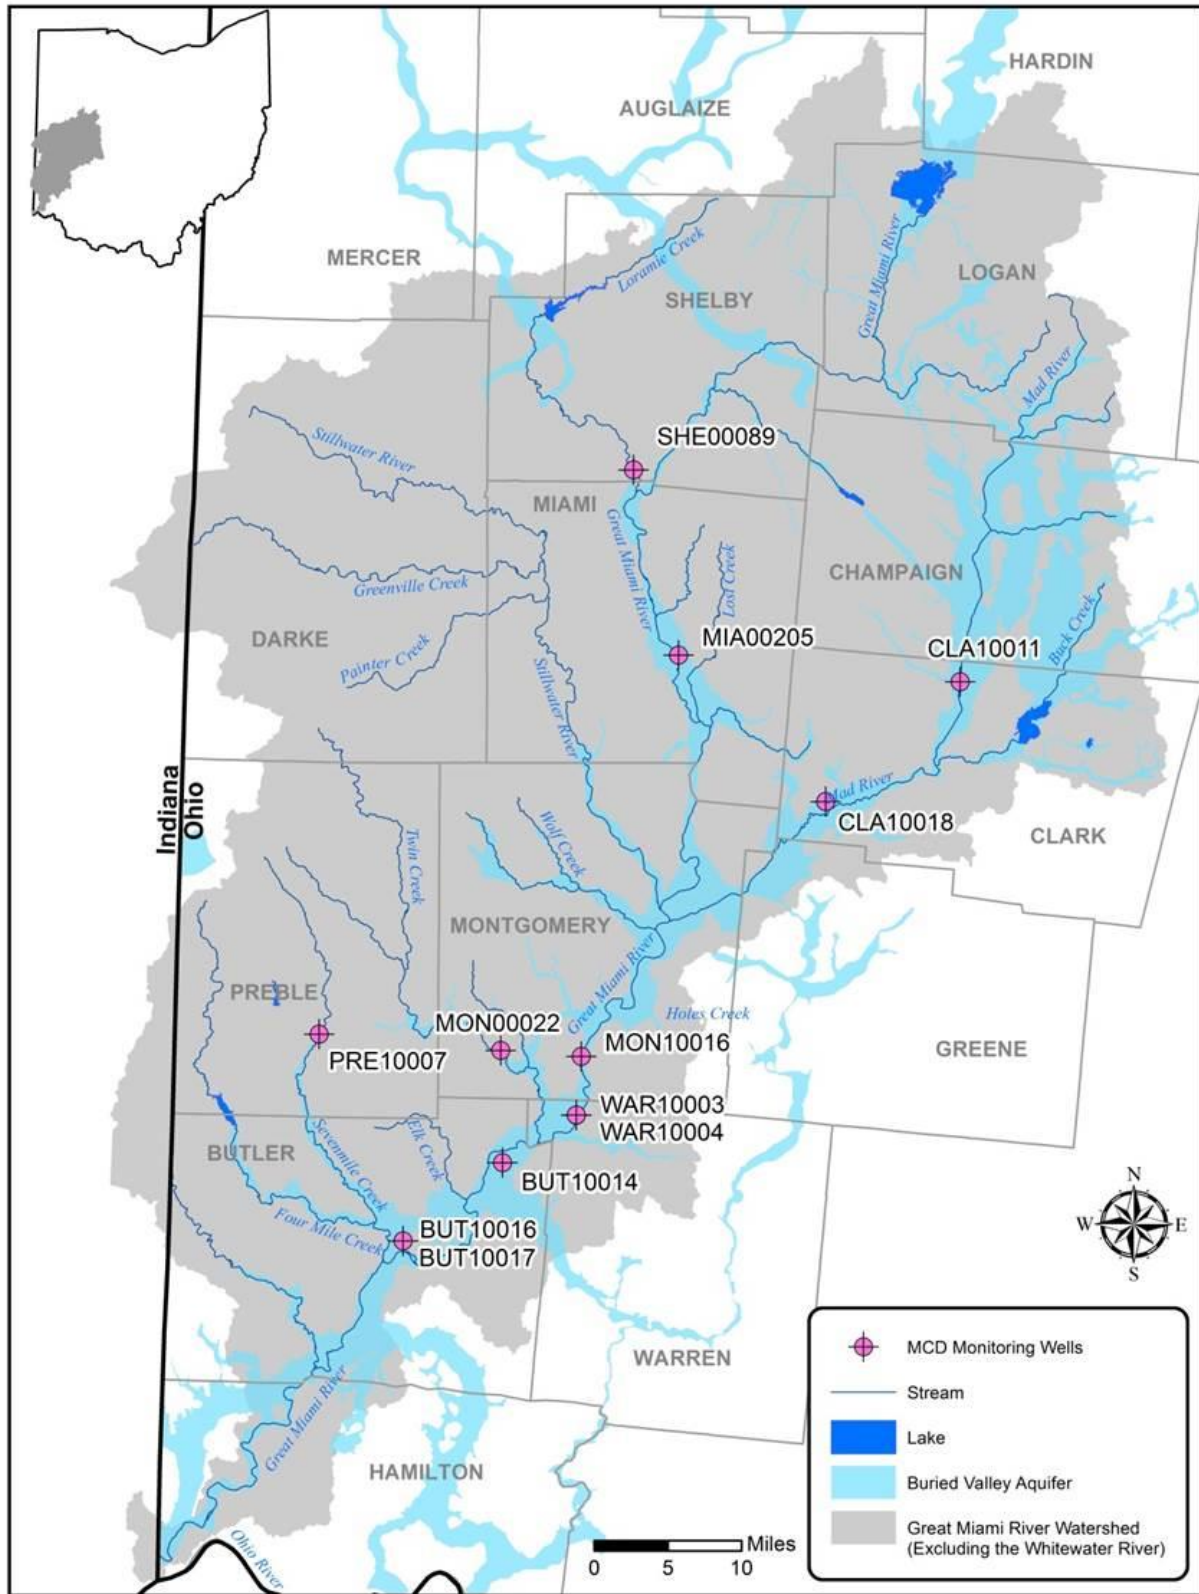 HARDIN
AUGLAIZE
MERCER
Loramie Creek
SHELBY
Great Miami River
LOGAN
Mad River
Stillwater River
SHE00089
MIAMI
Great Miami River
Lost Creek
CHAMPAIGN
Greenville Creek
DARKE
Painter Creek
Stillwater River
MIA00205
CLA10011
Buck Creek
Indiana
Ohio
Mad River
CLA10018
CLARK
Twin Creek
Wolf Creek
MONTGOMERY
PREBLE
Great Miami River
Holes Creek
MON00022
MON10016
GREENE
PRE10007
WAR10003
WAR10004
BUTLER
Sevenmile Creek
Elk Creek
BUT10014
Four Mile Creek
BUT10016
BUT10017
N
W E
S
WARREN
Great Miami River
HAMILTON
Ohio River
Miles
0 5 10
MCD Monitoring Wells
Stream
Lake
Buried Valley Aquifer
Great Miami River Watershed
(Excluding the Whitewater River)